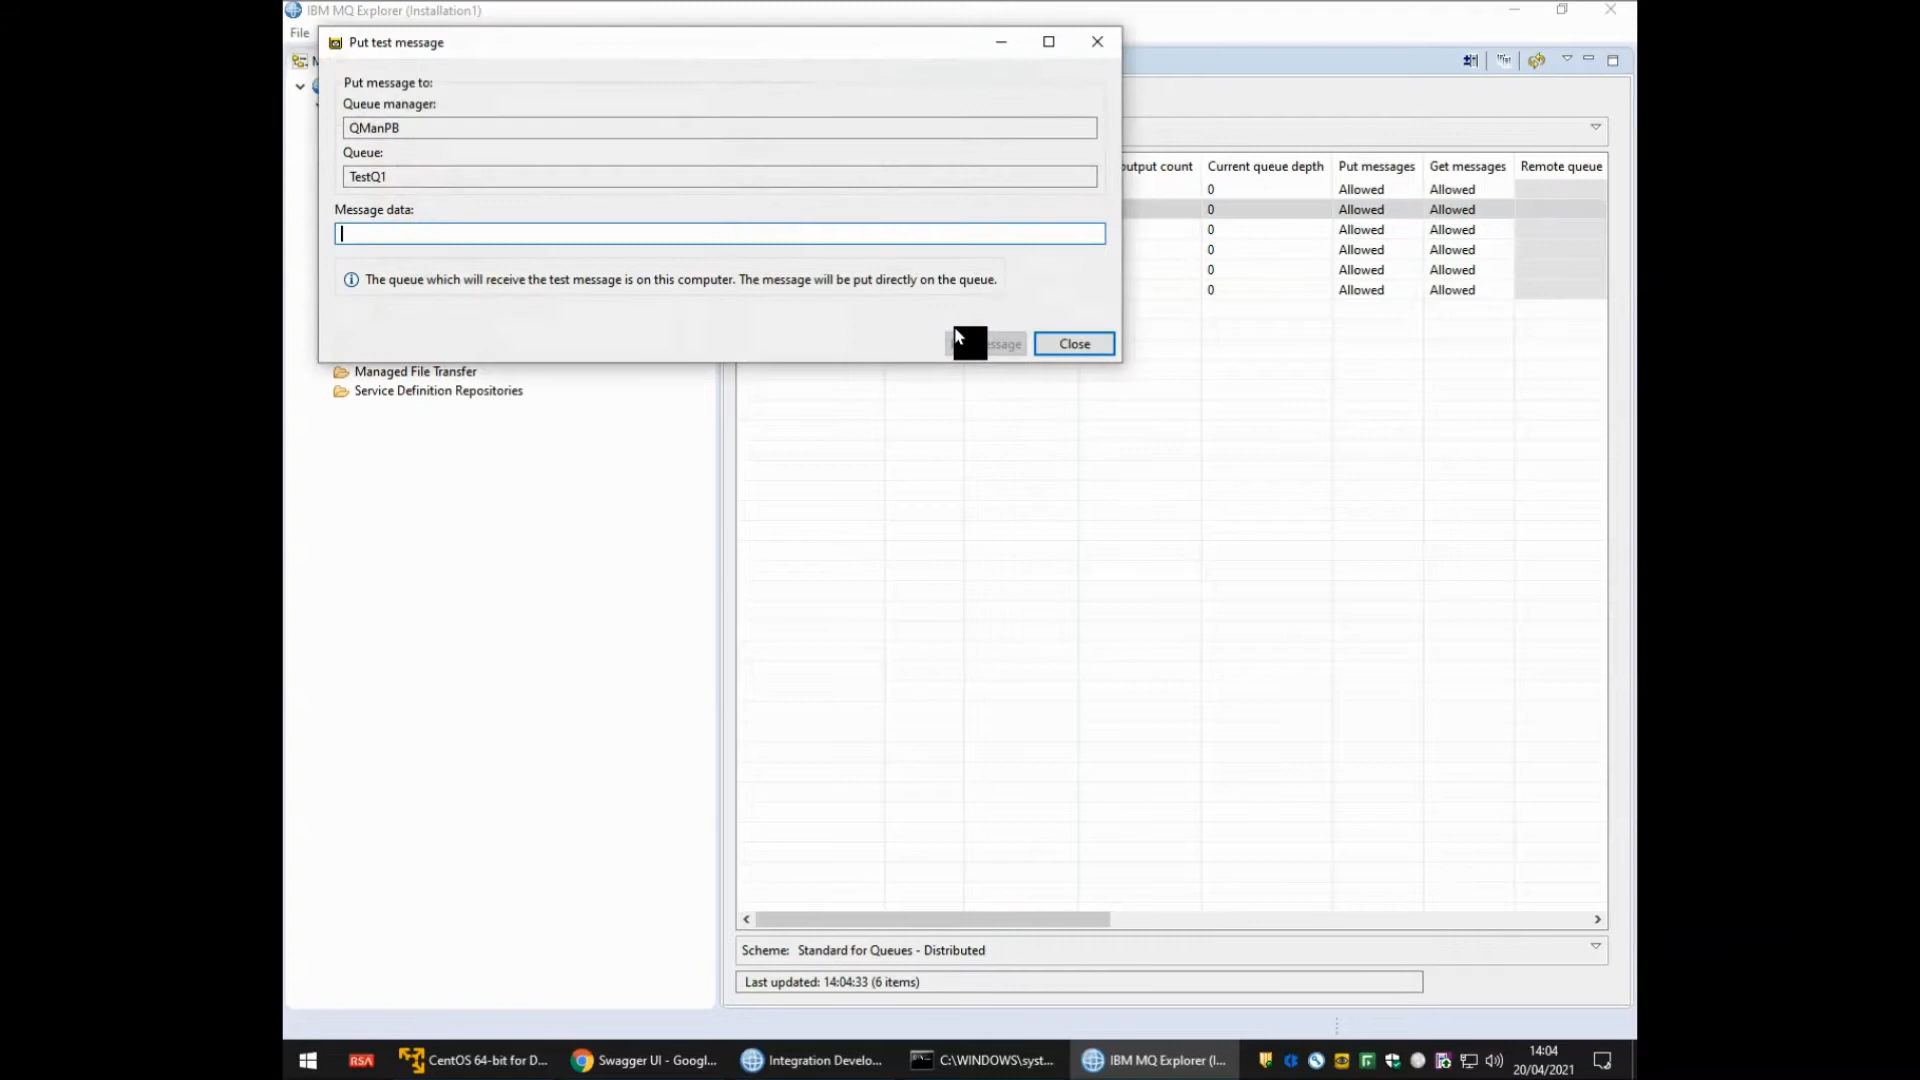 IBM MQ Explorer (Installation1)
File
Put test message
Put message to:
Queue manager:
QManPB
Queue:
TestQ1
Message data:
The queue which will receive the test message is on this computer. The message will be put directly on the queue.
Close
output count Current queue depth Put messages Get messages Remote queue
0 Allowed Allowed
0 Allowed Allowed
0 Allowed Allowed
0 Allowed Allowed
0 Allowed Allowed
0 Allowed Allowed
Managed File Transfer
Service Definition Repositories
Scheme: Standard for Queues - Distributed
Last updated: 14:04:33 (6 items)
RSA CentOS 64-bit for D... Swagger UI - Googl... Integration Develo... C:\WINDOWS\syst... IBM MQ Explorer (I...
14:04
20/04/2021